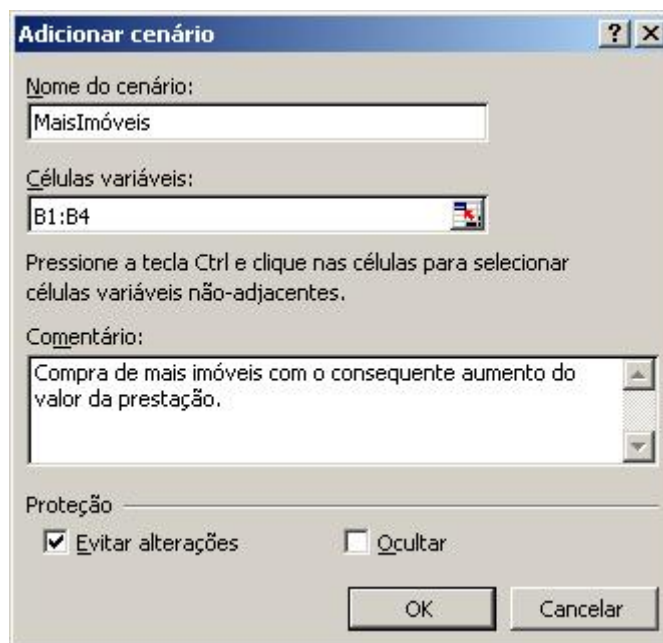 Adicionar cenário
Nome do cenário:
MaisImóveis
Células variáveis:
B1:B4
Pressione a tecla Ctrl e clique nas células para selecionar
células variáveis não-adjacentes.
Comentário:
Compra de mais imóveis com o consequente aumento do
valor da prestação.
Proteção
Evitar alterações
Ocultar
OK
Cancelar